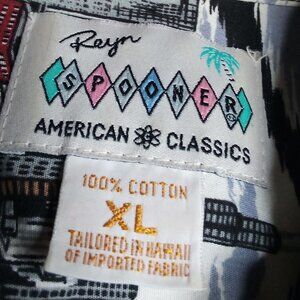 Reyn
SPOONER®
AMERICAN CLASSICS
100% COTTON
XL
TAILORED IN HAWAII
OF IMPORTED FABRIC